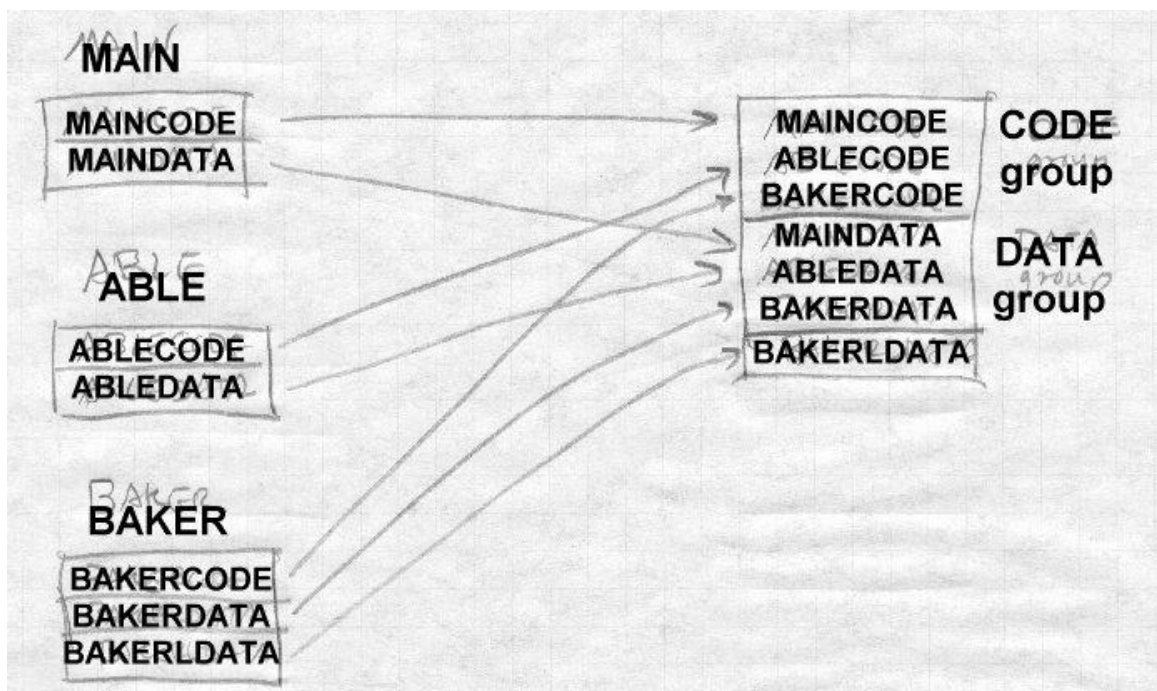 MAIN
MAINCODE
MAINDATA
ABLE
ABLECODE
ABLEDATA
BAKER
BAKERCODE
BAKERDATA
BAKERLDATA
MAINCODE
ABLECODE
BAKERCODE
CODE
group
MAINDATA
ABLEDATA
BAKERDATA
DATA
group
BAKERLDATA